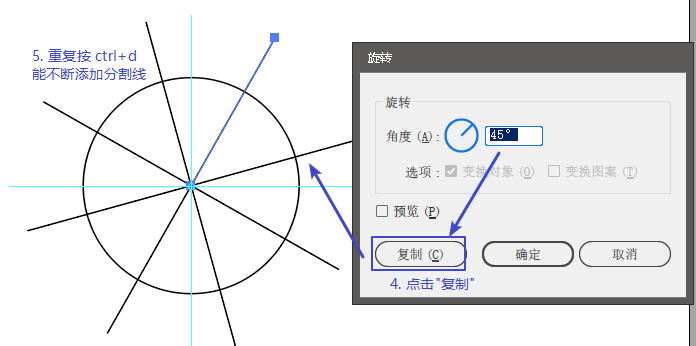 5. 重复按 ctrl+d
能不断添加分割线
旋转
旋转
角度 (A) : 45°
选项 : 变换对象 (O) 变换图案 (T)
预览 (P)
复制 (C) 确定 取消
4. 点击"复制"